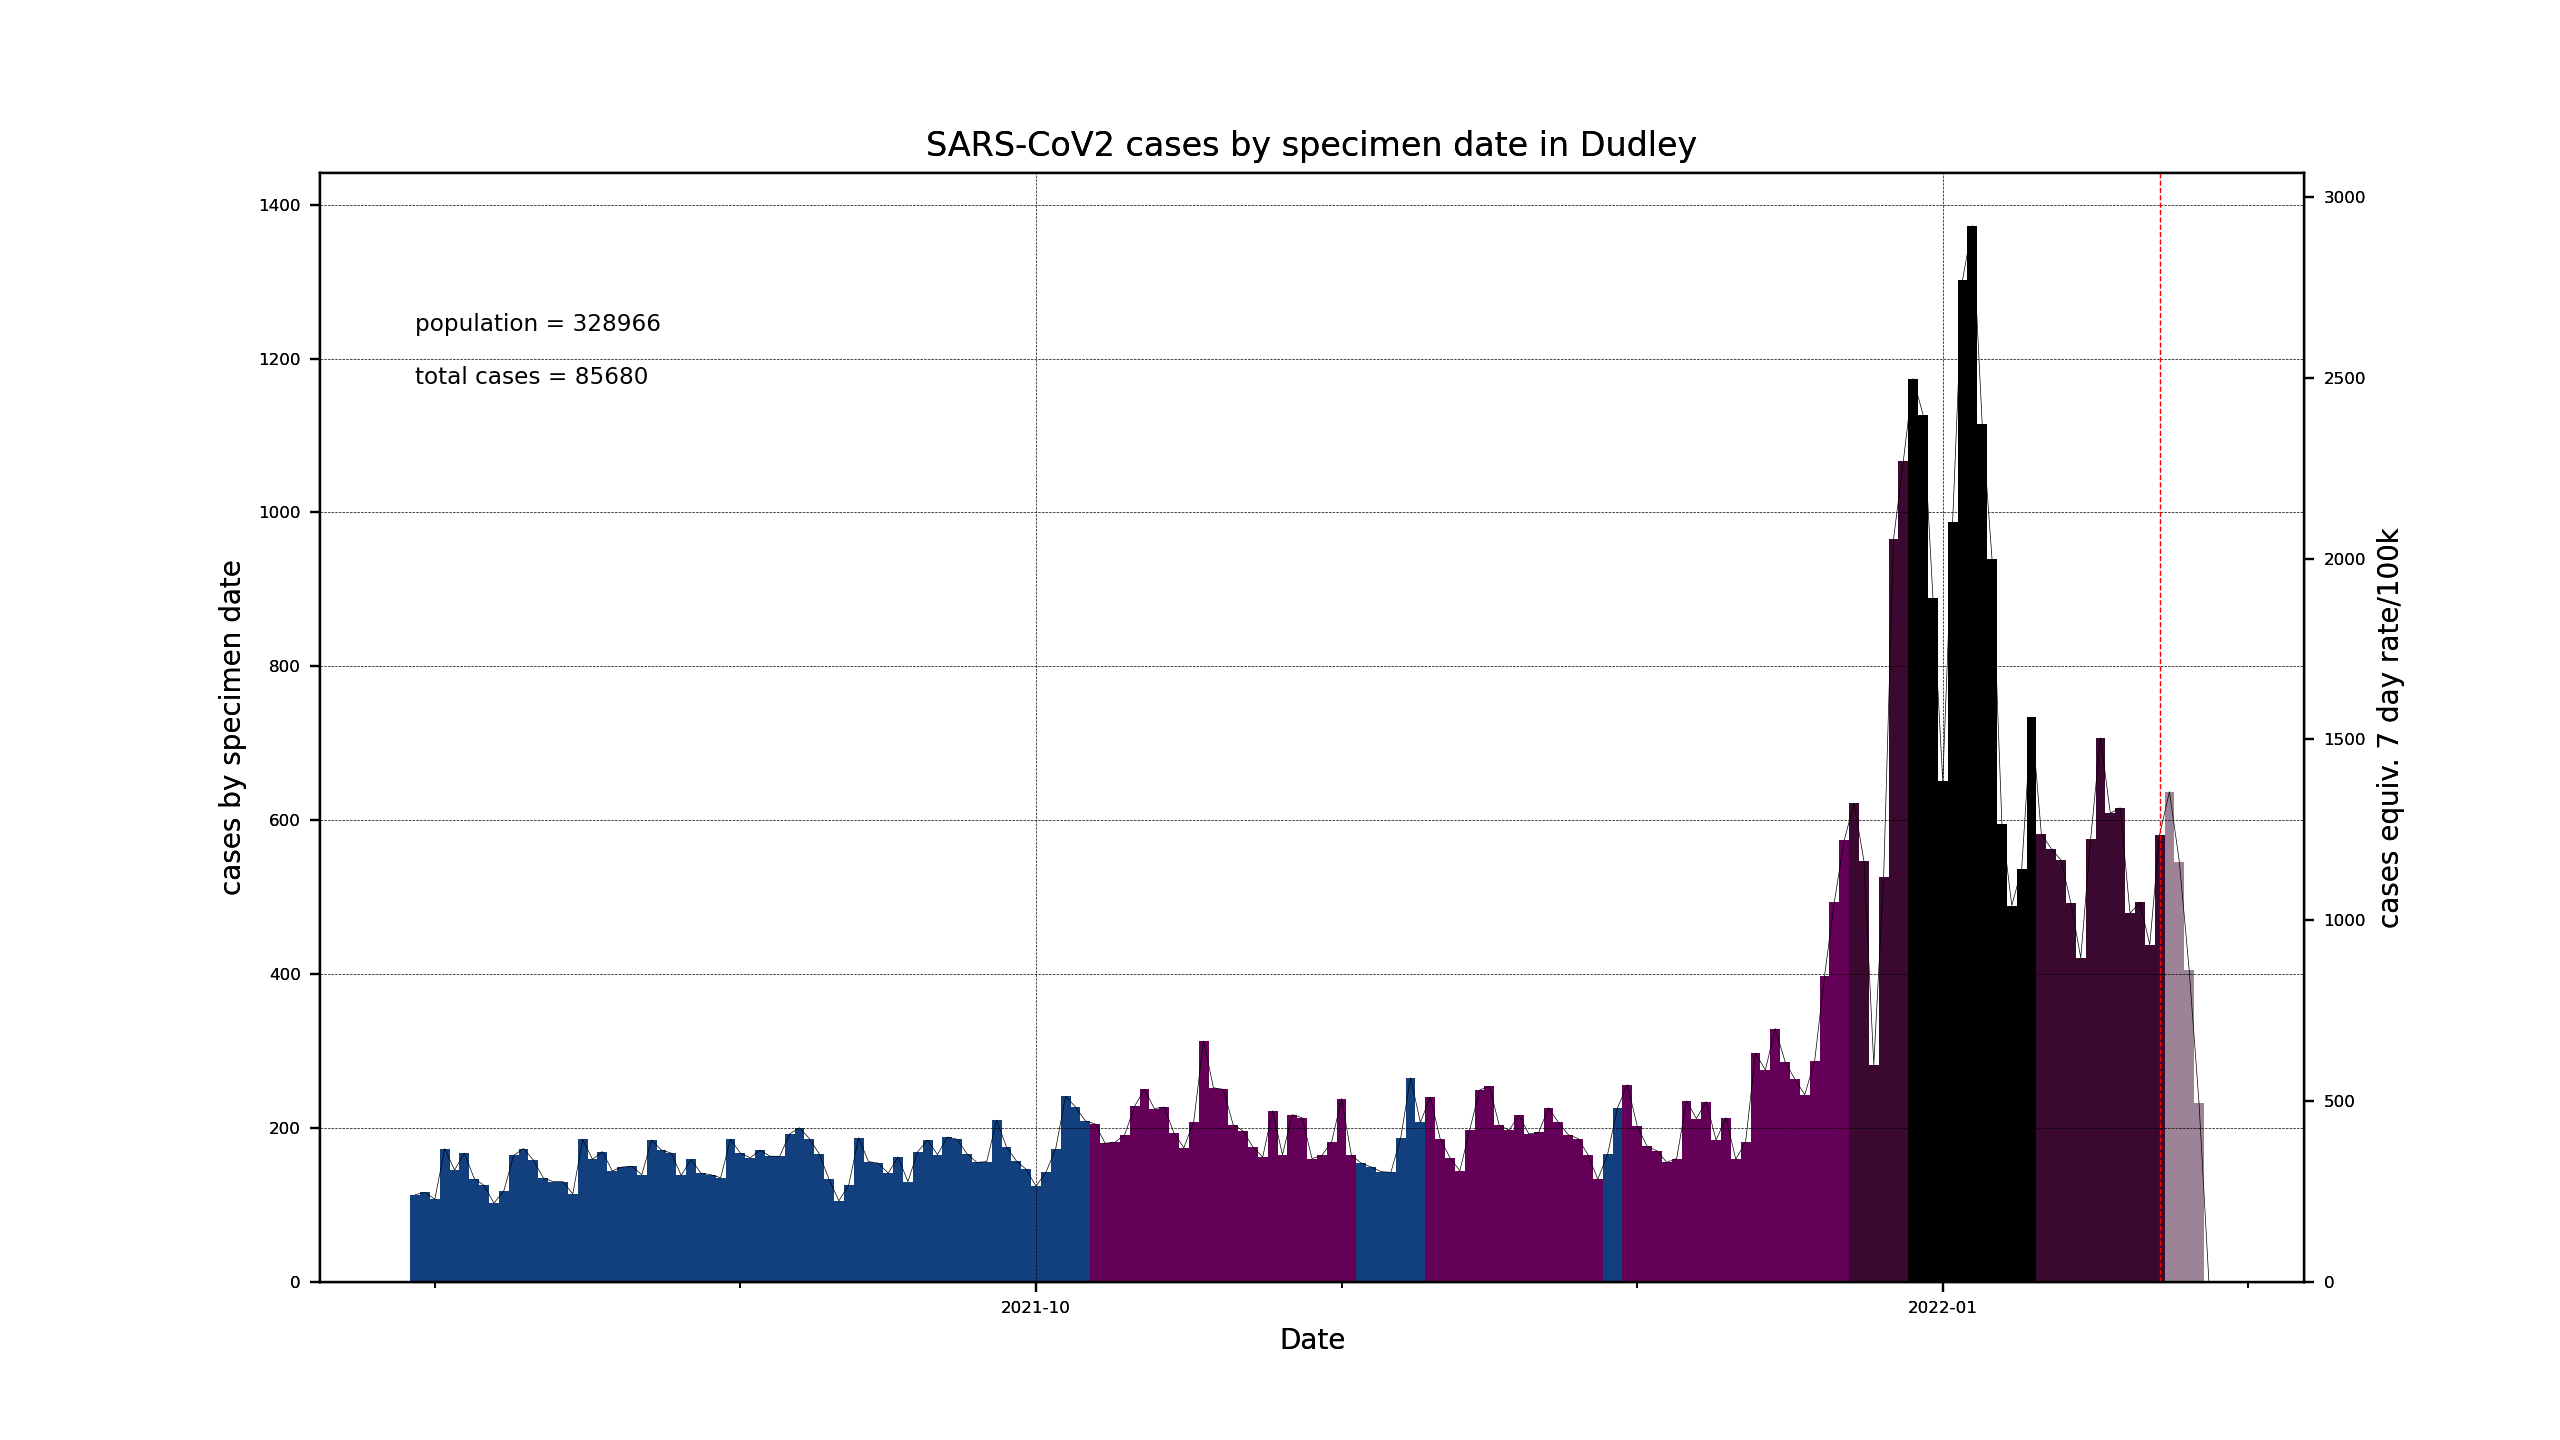 SARS-CoV2 cases by specimen date in Dudley
population = 328966
total cases = 85680
cases by specimen date
1400
1200
1000
800
600
400
200
0
3000
2500
2000
1500
1000
500
0
cases equiv. 7 day rate/100k
2021-10
2022-01
Date